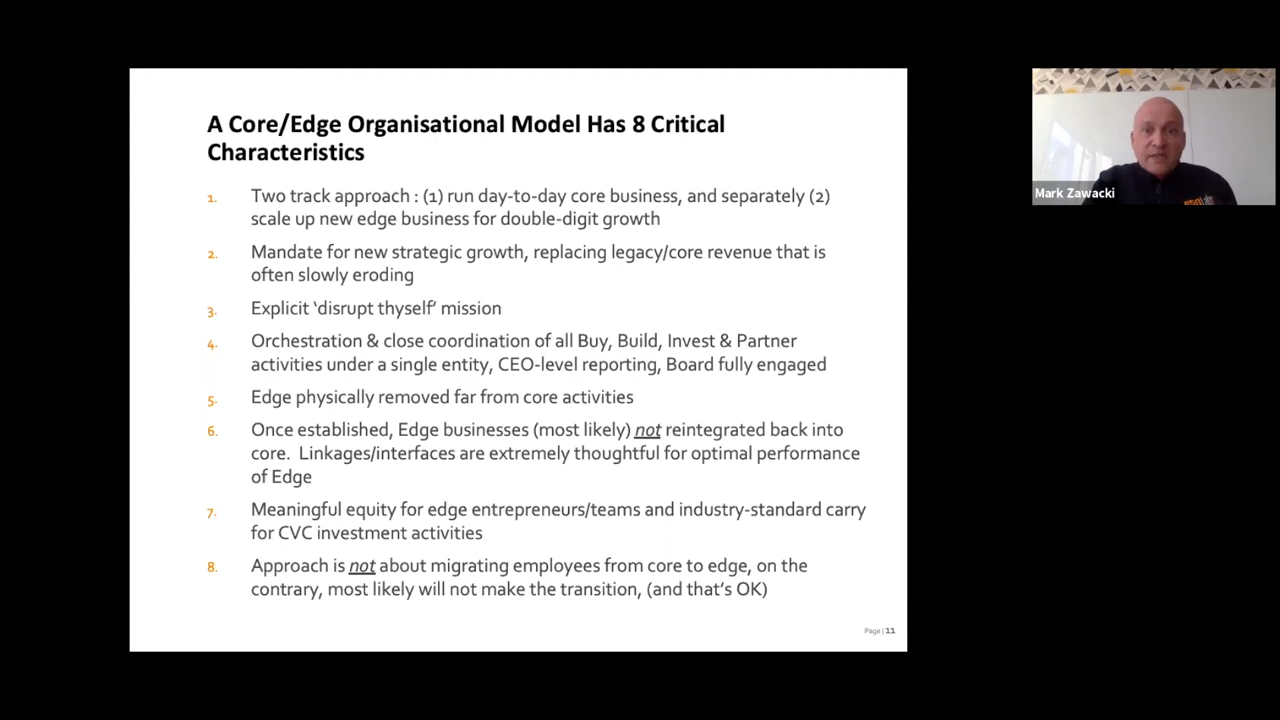 A Core/Edge Organisational Model Has 8 Critical
Characteristics
1. Two track approach : (1) run day-to-day core business, and separately (2)
scale up new edge business for double-digit growth
2. Mandate for new strategic growth, replacing legacy/core revenue that is
often slowly eroding
3. Explicit ‘disrupt thyself’ mission
4. Orchestration & close coordination of all Buy, Build, Invest & Partner
activities under a single entity, CEO-level reporting, Board fully engaged
5. Edge physically removed far from core activities
6. Once established, Edge businesses (most likely) not reintegrated back into
core. Linkages/interfaces are extremely thoughtful for optimal performance
of Edge
7. Meaningful equity for edge entrepreneurs/teams and industry-standard carry
for CVC investment activities
8. Approach is not about migrating employees from core to edge, on the
contrary, most likely will not make the transition, (and that’s OK)
Page | 11
Mark Zawacki